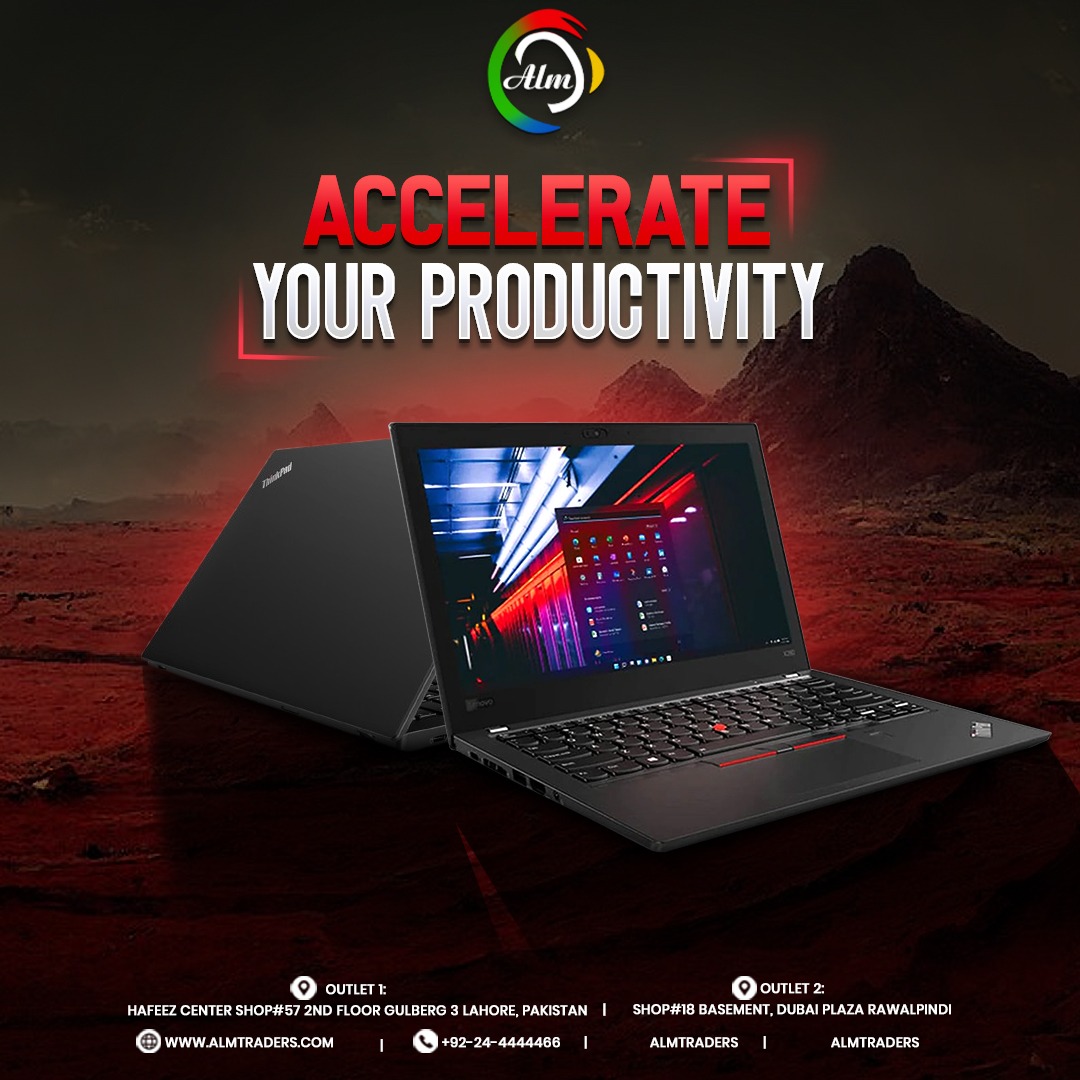 Alm
ACCELERATE
YOUR PRODUCTIVITY
ThinkPad
X280
OUTLET 1:
HAFEEZ CENTER SHOP#57 2ND FLOOR GULBERG 3 LAHORE, PAKISTAN |
OUTLET 2:
SHOP#18 BASEMENT, DUBAI PLAZA RAWALPINDI
WWW.ALMTRADERS.COM | +92-24-4444466 | ALMTRADERS | ALMTRADERS